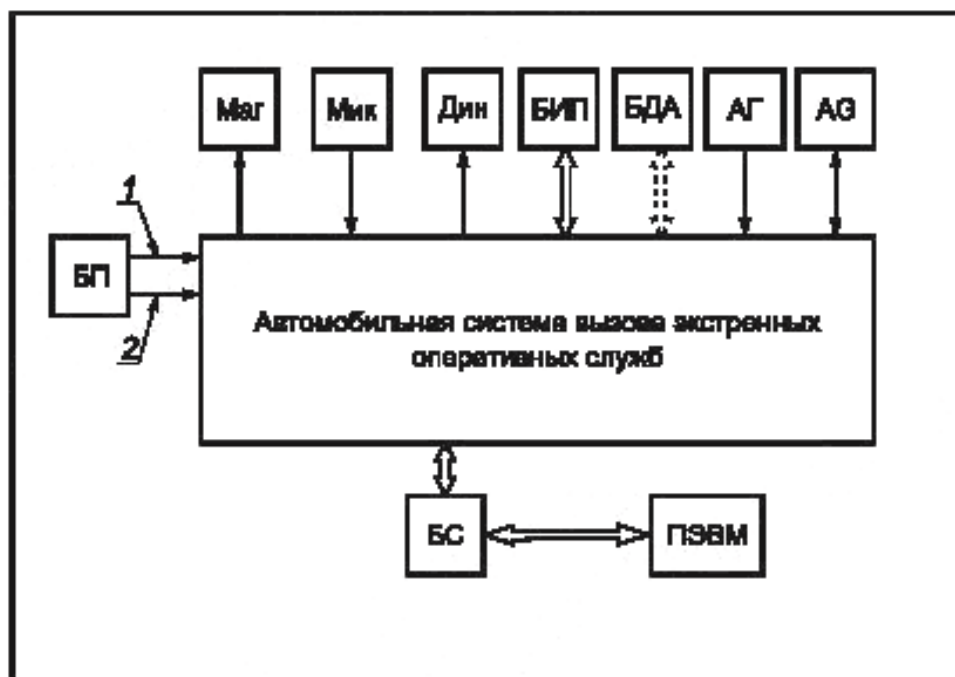 Маг
Мик
Дин
БИП
БДА
АГ
АЭ
1
БП
2
Автомобильная система вызова экстренных
оперативных служб
БС
ПЭВМ